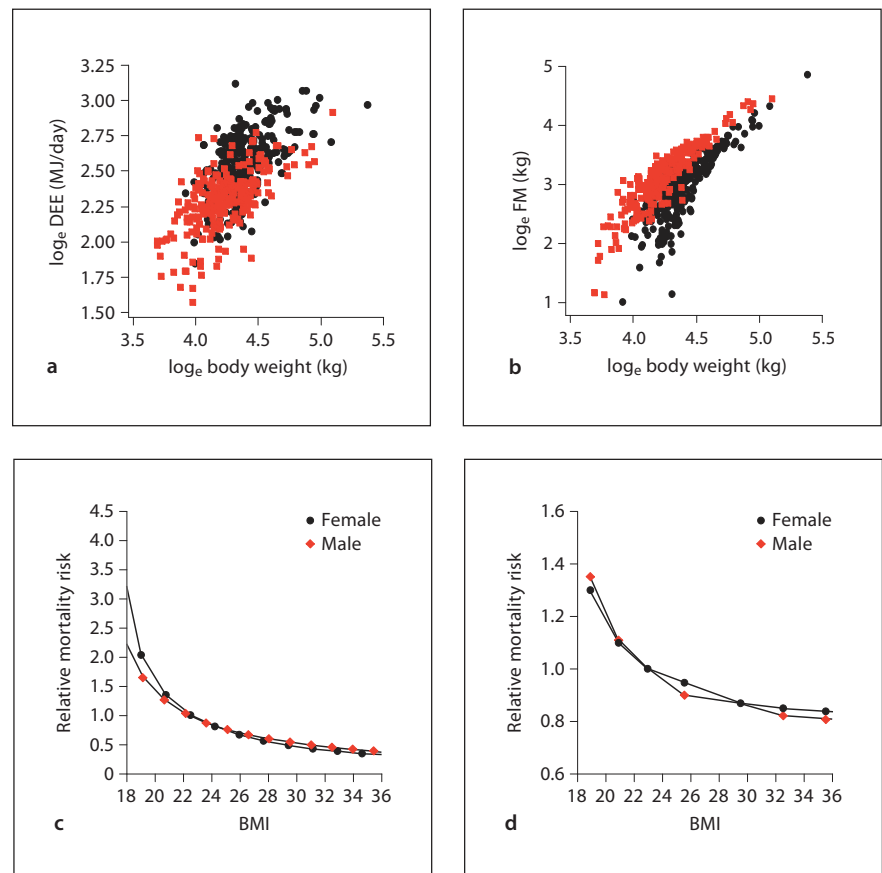 3.25
3.00
2.75
2.50
2.25
2.00
1.75
1.50
logₑ DEE (MJ/day)
3.5 4.0 4.5 5.0 5.5
a
logₑ body weight (kg)
5
4
3
2
1
logₑ FM (kg)
3.5 4.0 4.5 5.0 5.5
b
logₑ body weight (kg)
4.5
4.0
3.5
3.0
2.5
2.0
1.5
1.0
0.5
0
Relative mortality risk
Female
Male
18 20 22 24 26 28 30 32 34 36
c
BMI
1.6
1.4
1.2
1.0
0.8
0.6
Relative mortality risk
Female
Male
18 20 22 24 26 28 30 32 34 36
d
BMI